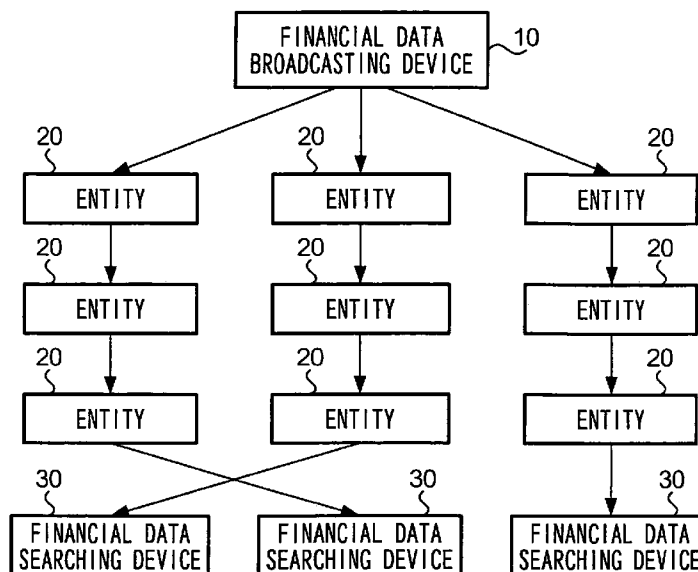 FINANCIAL DATA
BROADCASTING DEVICE
10
20
20
20
ENTITY
ENTITY
ENTITY
20
20
20
ENTITY
ENTITY
ENTITY
20
20
20
ENTITY
ENTITY
ENTITY
30
30
30
FINANCIAL DATA
SEARCHING DEVICE
FINANCIAL DATA
SEARCHING DEVICE
FINANCIAL DATA
SEARCHING DEVICE